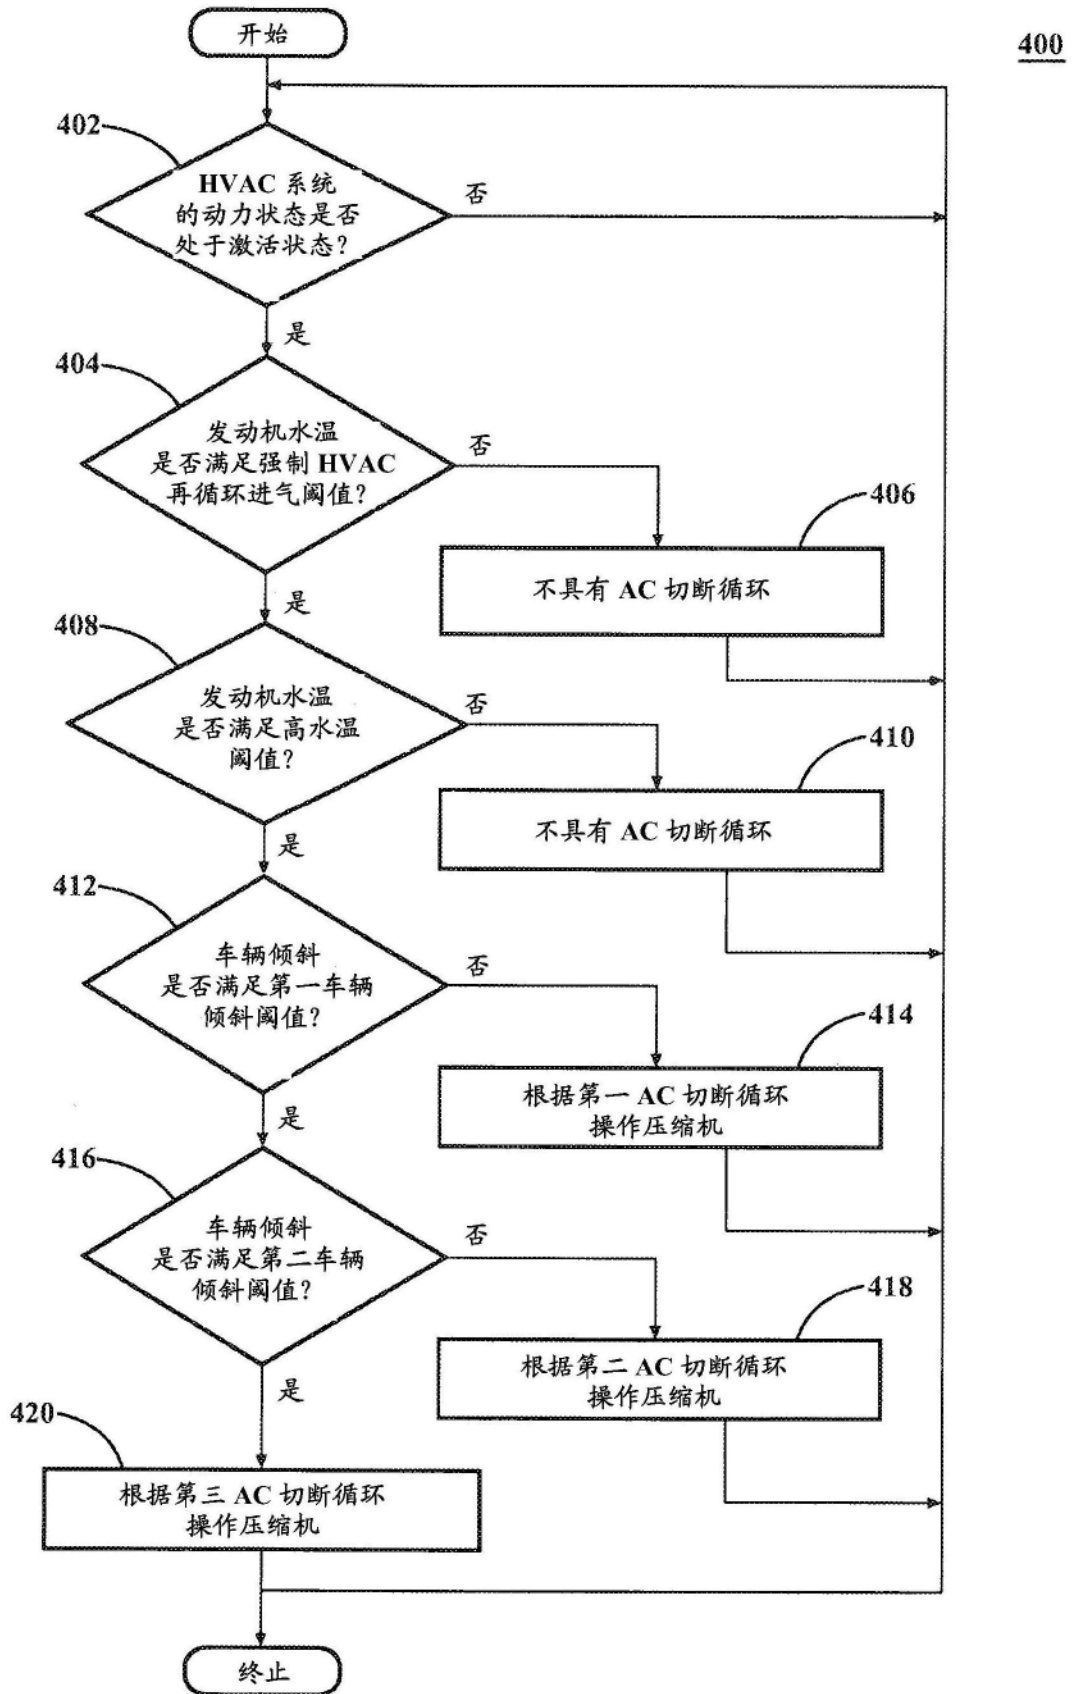 开始
400
402
HVAC 系统
的动力状态是否
处于激活状态？
否
是
404
发动机水温
是否满足强制 HVAC
再循环进气阈值？
否
406
不具有 AC 切断循环
是
408
发动机水温
是否满足高水温
阈值？
否
410
不具有 AC 切断循环
是
412
车辆倾斜
是否满足第一车辆
倾斜阈值？
否
414
根据第一 AC 切断循环
操作压缩机
是
416
车辆倾斜
是否满足第二车辆
倾斜阈值？
否
418
根据第二 AC 切断循环
操作压缩机
是
420
根据第三 AC 切断循环
操作压缩机
终止